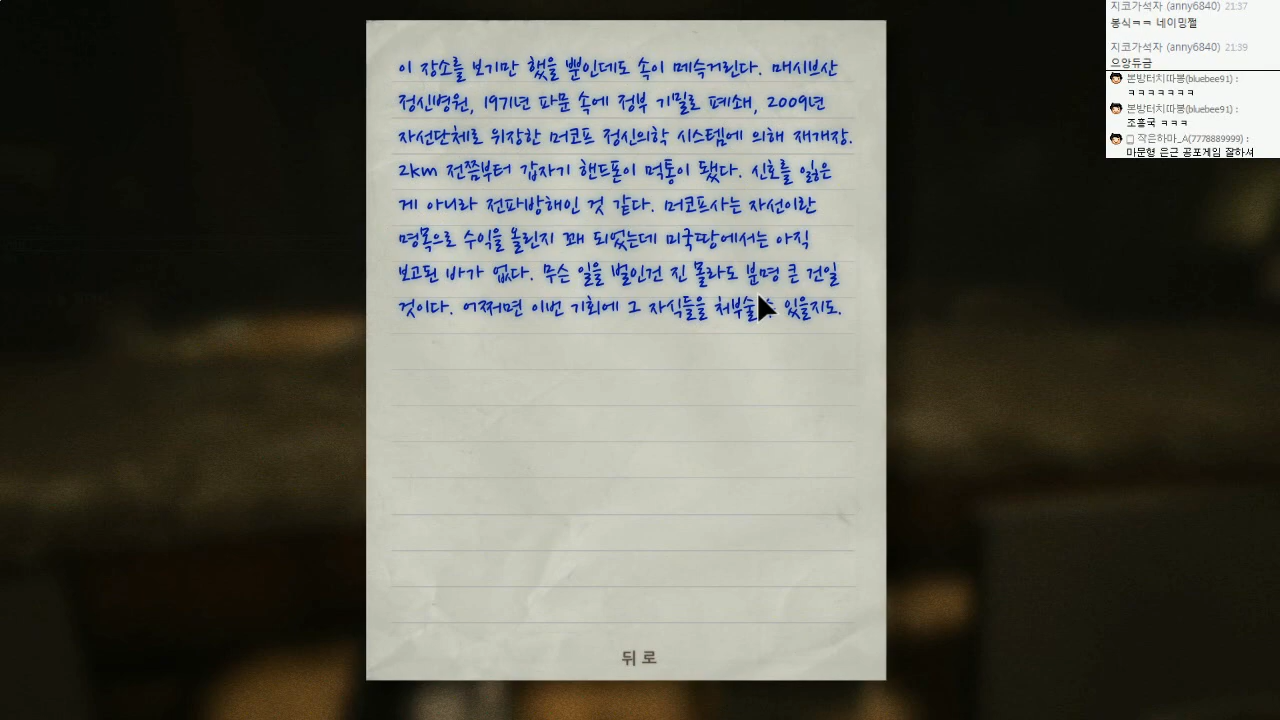 이 장소를 보기만 했을 뿐인데도 속이 메슥거린다. 매시브산
정신병원, 1971년 파문 속에 정부 기밀로 폐쇄, 2009년
자선단체로 위장한 머코프 정신의학 시스템에 의해 재개장.
2km 전쯤부터 갑자기 핸드폰이 먹통이 됐다. 신호를 잃은
게 아니라 전파방해인 것 같다. 머코프사는 자선이란
명목으로 수익을 올린지 꽤 되었는데 미국땅에서는 아직
보고된 바가 없다. 무슨 일을 벌인건 진 몰라도 분명 큰 건일
것이다. 어쩌면 이번 기회에 그 자식들을 처부술 수 있을지도.
뒤로
지코가석자 (anny6840) 21:37
봉식ㅋㅋ 네이밍쩔
지코가석자 (anny6840) 21:39
으앙듀금
본방터치따봉(bluebee91) :
ㅋㅋㅋㅋㅋㅋㅋ
본방터치따봉(bluebee91) :
조홍국 ㅋㅋㅋ
작은하마_A(7778889999) :
마문형 은근 공포게임 잘하셔